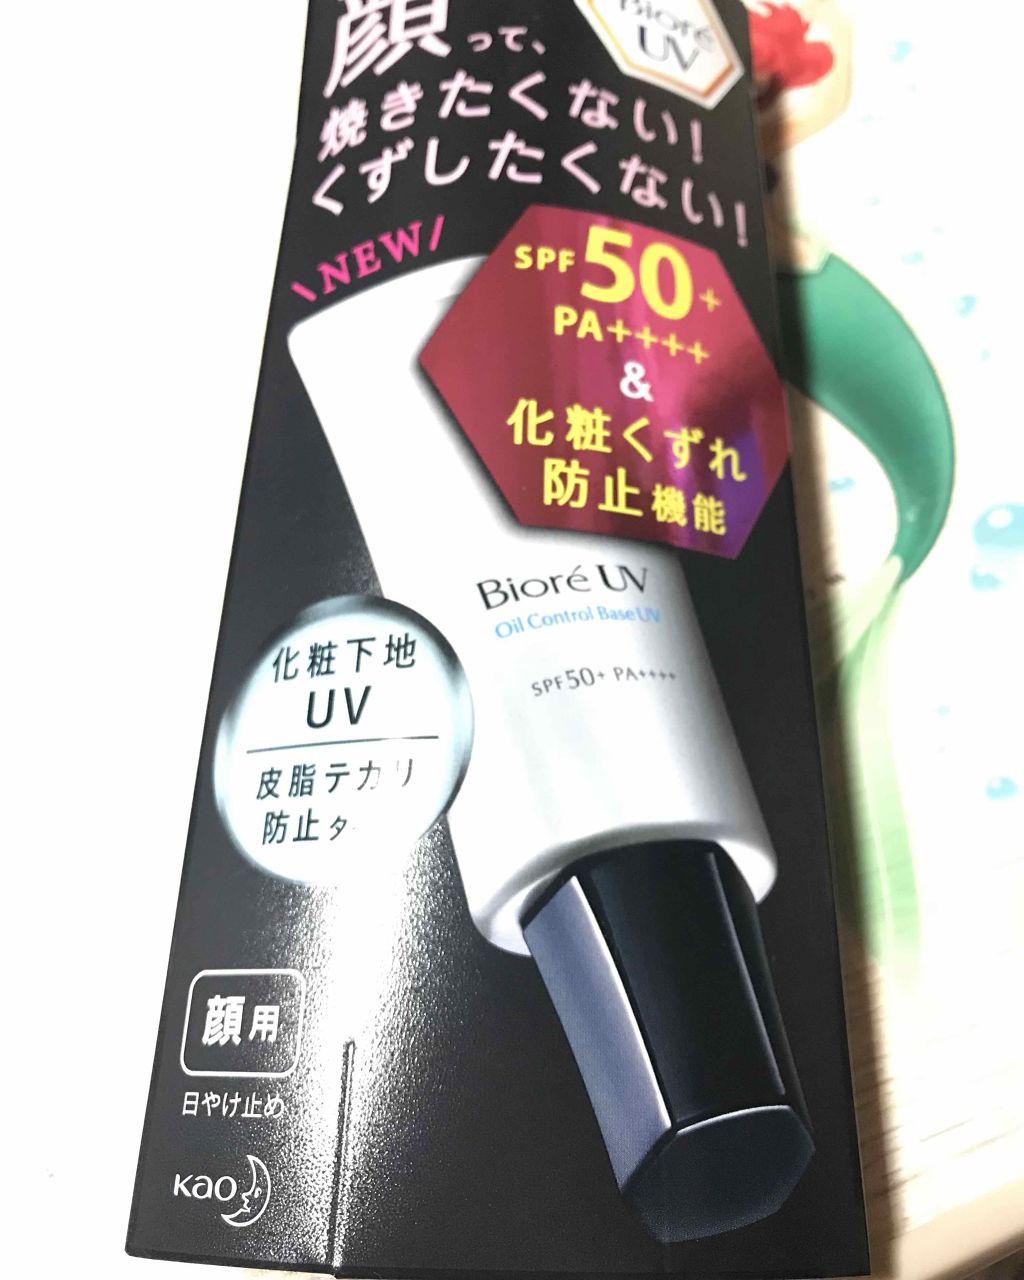 Bioré
UV
顔って、
焼きたくない!
くずしたくない!
\NEW/
SPF50+
PA++++
&
化粧くずれ
防止機能
Bioré UV
Oil Control Base UV
SPF50+ PA++++
化粧下地
UV
皮脂テカリ
防止タ
顔用
日やけ止め
Kao